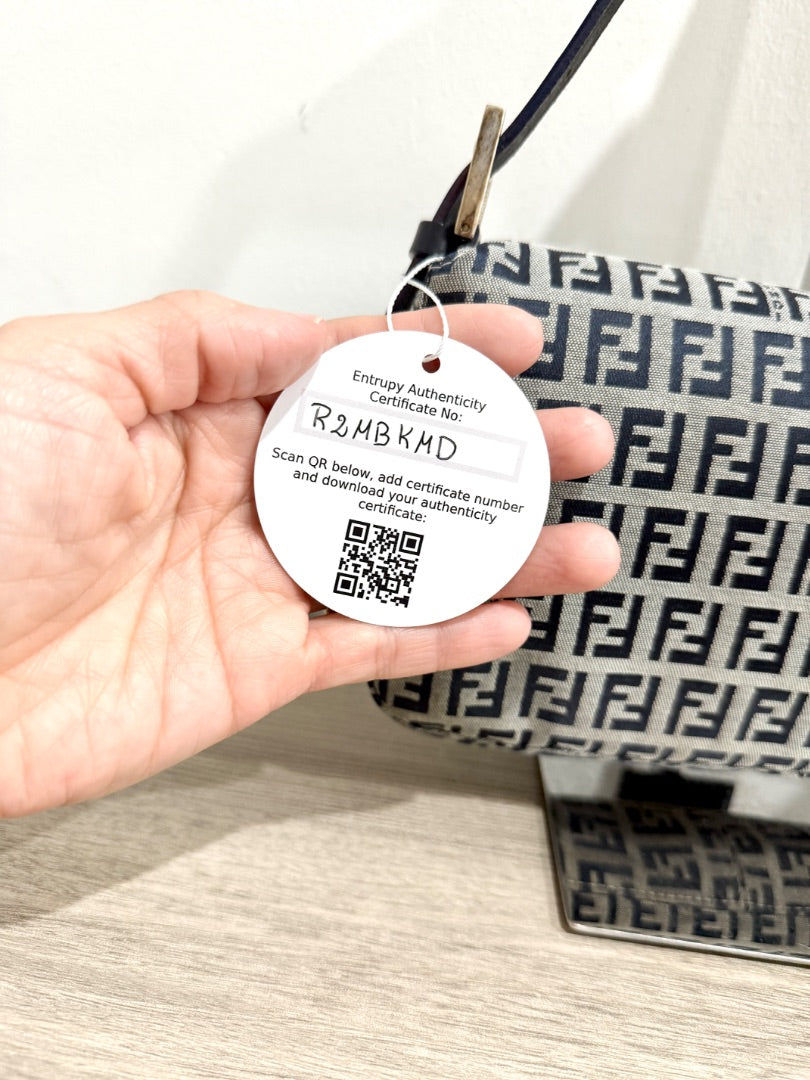 Entrupy Authenticity
Certificate No:
R2MBKMD
Scan QR below, add certificate number
and download your authenticity
certificate: